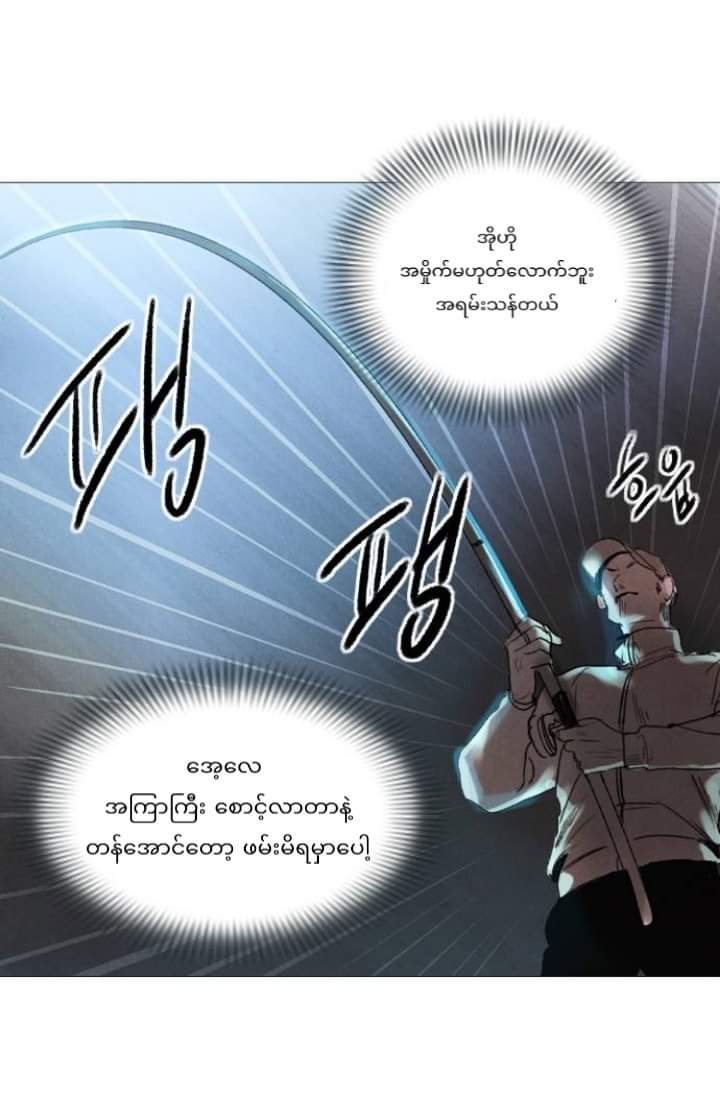 အိုဟို
အမှိုက်မဟုတ်လောက်ဘူး
အရမ်းသန်တယ်
팽
흐읍
팽
အေ့လေ
အကြာကြီး စောင့်လာတာနဲ့
တန်အောင်တော့ ဖမ်းမိရမှာပေါ့